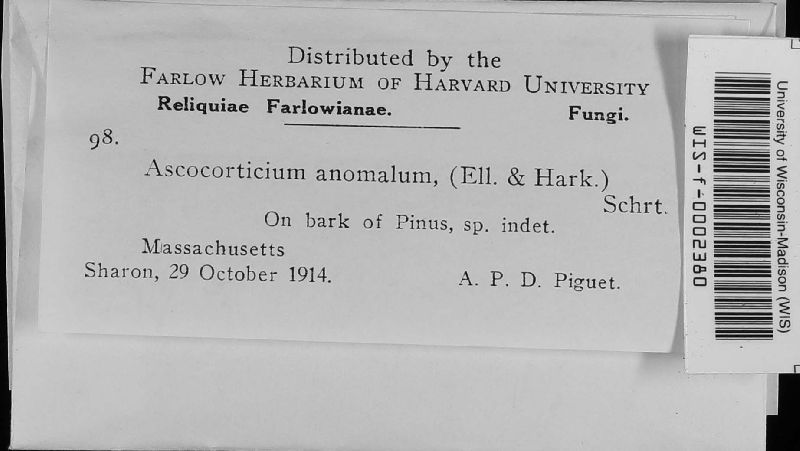 Distributed by the
FARLOW HERBARIUM OF HARVARD UNIVERSITY
Reliquiae Farlowianae. Fungi.
98.
Ascocorticium anomalum, (Ell. & Hark.)
Schrt.
On bark of Pinus, sp. indet.
Massachusetts
Sharon, 29 October 1914. A. P. D. Piguet.
WIS-f-0002380
University of Wisconsin-Madison (WIS)